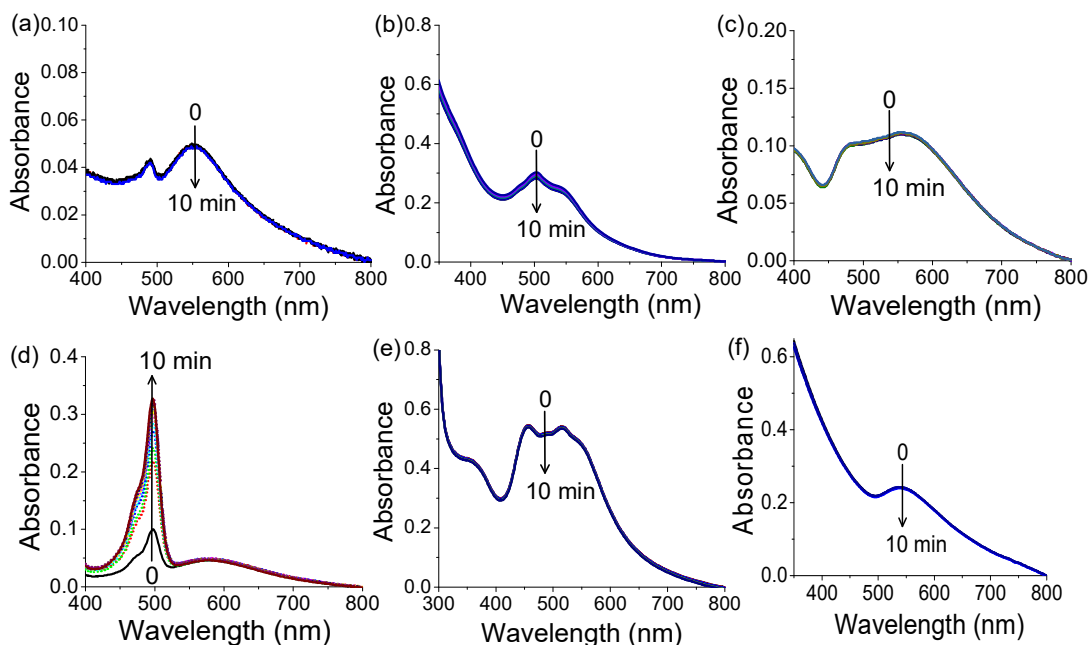 (a)
0.10
0.08
0.06
0.04
0.02
0.00
Absorbance
0
10 min
400 500 600 700 800
Wavelength (nm)
(b)
0.8
0.6
0.4
0.2
0.0
Absorbance
0
10 min
400 500 600 700 800
Wavelength (nm)
(c)
0.20
0.15
0.10
0.05
0.00
Absorbance
0
10 min
400 500 600 700 800
Wavelength (nm)
(d)
0.4
0.3
0.2
0.1
0.0
Absorbance
10 min
0
400 500 600 700 800
Wavelength (nm)
(e)
0.8
0.6
0.4
0.2
0.0
Absorbance
0
10 min
300 400 500 600 700 800
Wavelength (nm)
(f)
0.6
0.4
0.2
0.0
Absorbance
0
10 min
400 500 600 700 800
Wavelength (nm)